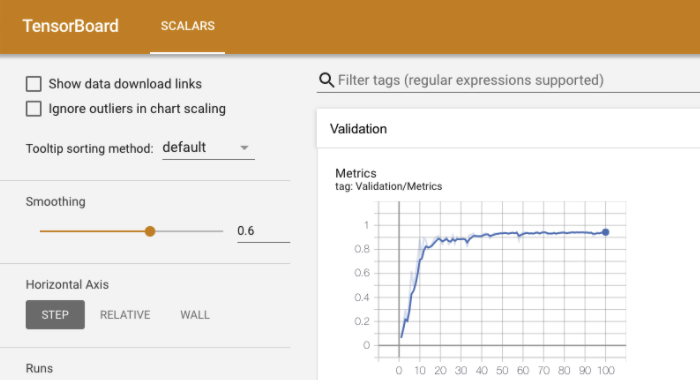 TensorBoard SCALARS
Show data download links
Ignore outliers in chart scaling
Tooltip sorting method: default
Smoothing
0.6
Horizontal Axis
STEP RELATIVE WALL
Runs
Filter tags (regular expressions supported)
Validation
Metrics
tag: Validation/Metrics
1
0.8
0.6
0.4
0.2
0
0 10 20 30 40 50 60 70 80 90 100